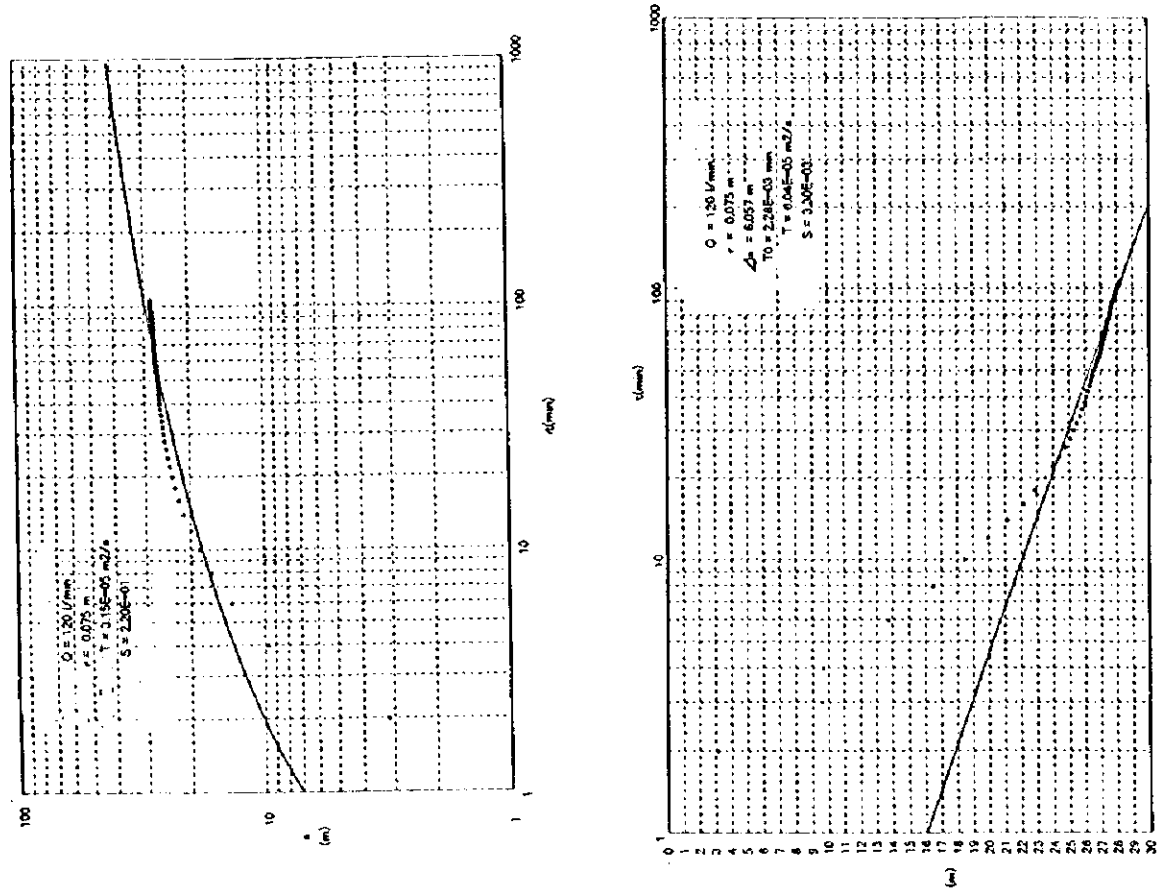 100
10
1
s
(m)
1
10
100
1000
t(min)
Q = 120 l/min
r = 0.075 m
T = 3.15E-05 m2/s
S = 2.20E-01
t(min)
1
10
100
1000
0
1
2
3
4
5
6
7
8
9
10
11
12
13
14
15
16
17
18
19
20
21
22
23
24
25
26
27
28
29
30
(m)
Q = 120 l/min
r = 0.075 m
= 6.057 m
T0 = 2.28E-03 min
T = 6.04E-05 m2/s
S = 3.30E-03